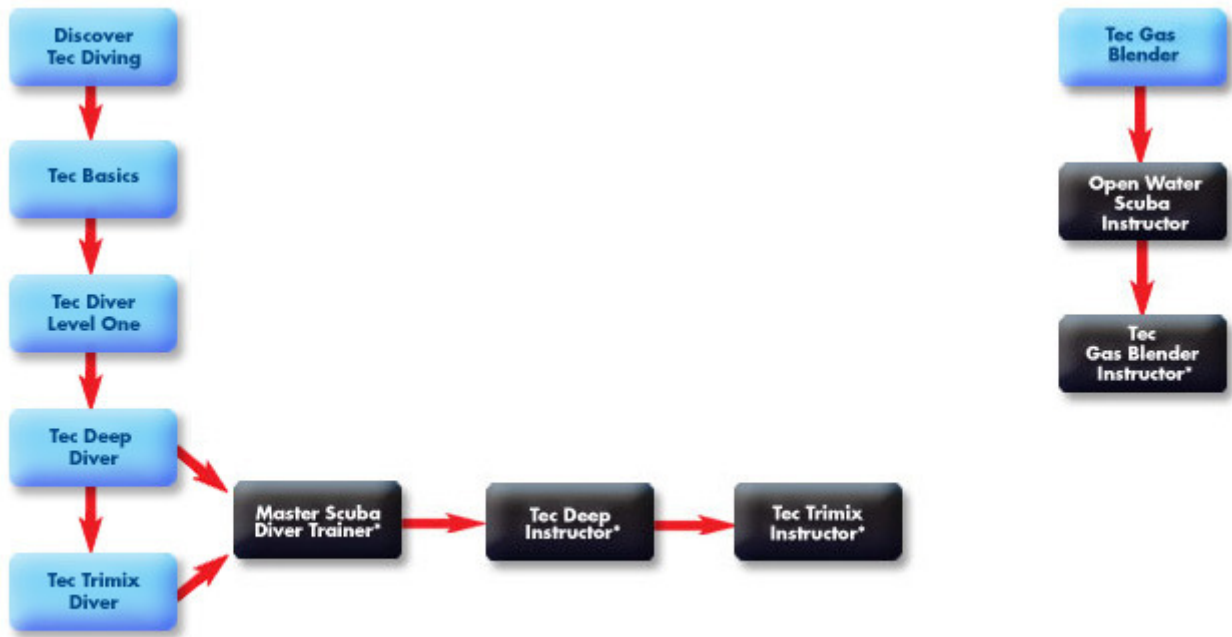 Discover
Tec Diving
Tec Basics
Tec Diver
Level One
Tec Deep
Diver
Tec Trimix
Diver
Master Scuba
Diver Trainer*
Tec Deep
Instructor*
Tec Trimix
Instructor*
Tec Gas
Blender
Open Water
Scuba
Instructor
Tec
Gas Blender
Instructor*